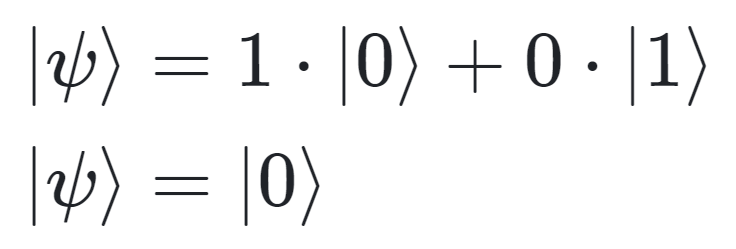 |ψ⟩ = 1 · |0⟩ + 0 · |1⟩
|ψ⟩ = |0⟩